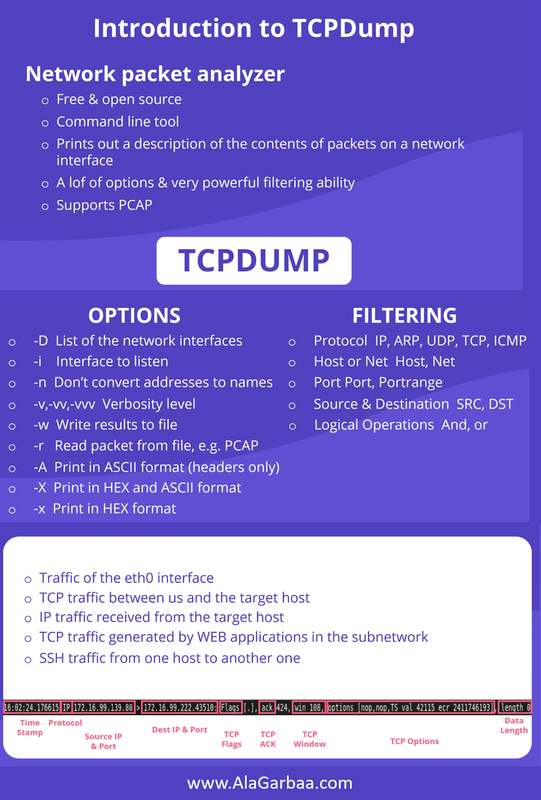 Introduction to TCPDump
Network packet analyzer
o Free & open source
o Command line tool
o Prints out a description of the contents of packets on a network
interface
o A lof of options & very powerful filtering ability
o Supports PCAP
TCPDUMP
OPTIONS
o -D List of the network interfaces
o -i Interface to listen
o -n Don't convert addresses to names
o -v,-vv,-vvv Verbosity level
o -w Write results to file
o -r Read packet from file, e.g. PCAP
o -A Print in ASCII format (headers only)
o -X Print in HEX and ASCII format
o -x Print in HEX format
FILTERING
o Protocol IP, ARP, UDP, TCP, ICMP
o Host or Net Host, Net
o Port Port, Portrange
o Source & Destination SRC, DST
o Logical Operations And, or
o Traffic of the eth0 interface
o TCP traffic between us and the target host
o IP traffic received from the target host
o TCP traffic generated by WEB applications in the subnetwork
o SSH traffic from one host to another one
16:02:24.176615 IP 172.16.99.139.80 > 172.16.99.222.43510: Flags [.], ack 424, win 108, options [nop,nop,TS val 42115 ecr 2411746193], length 0
Time
Stamp
Protocol
Source IP
& Port
Dest IP & Port
TCP
Flags
TCP
ACK
TCP
Window
TCP Options
Data
Length
www.AlaGarbaa.com